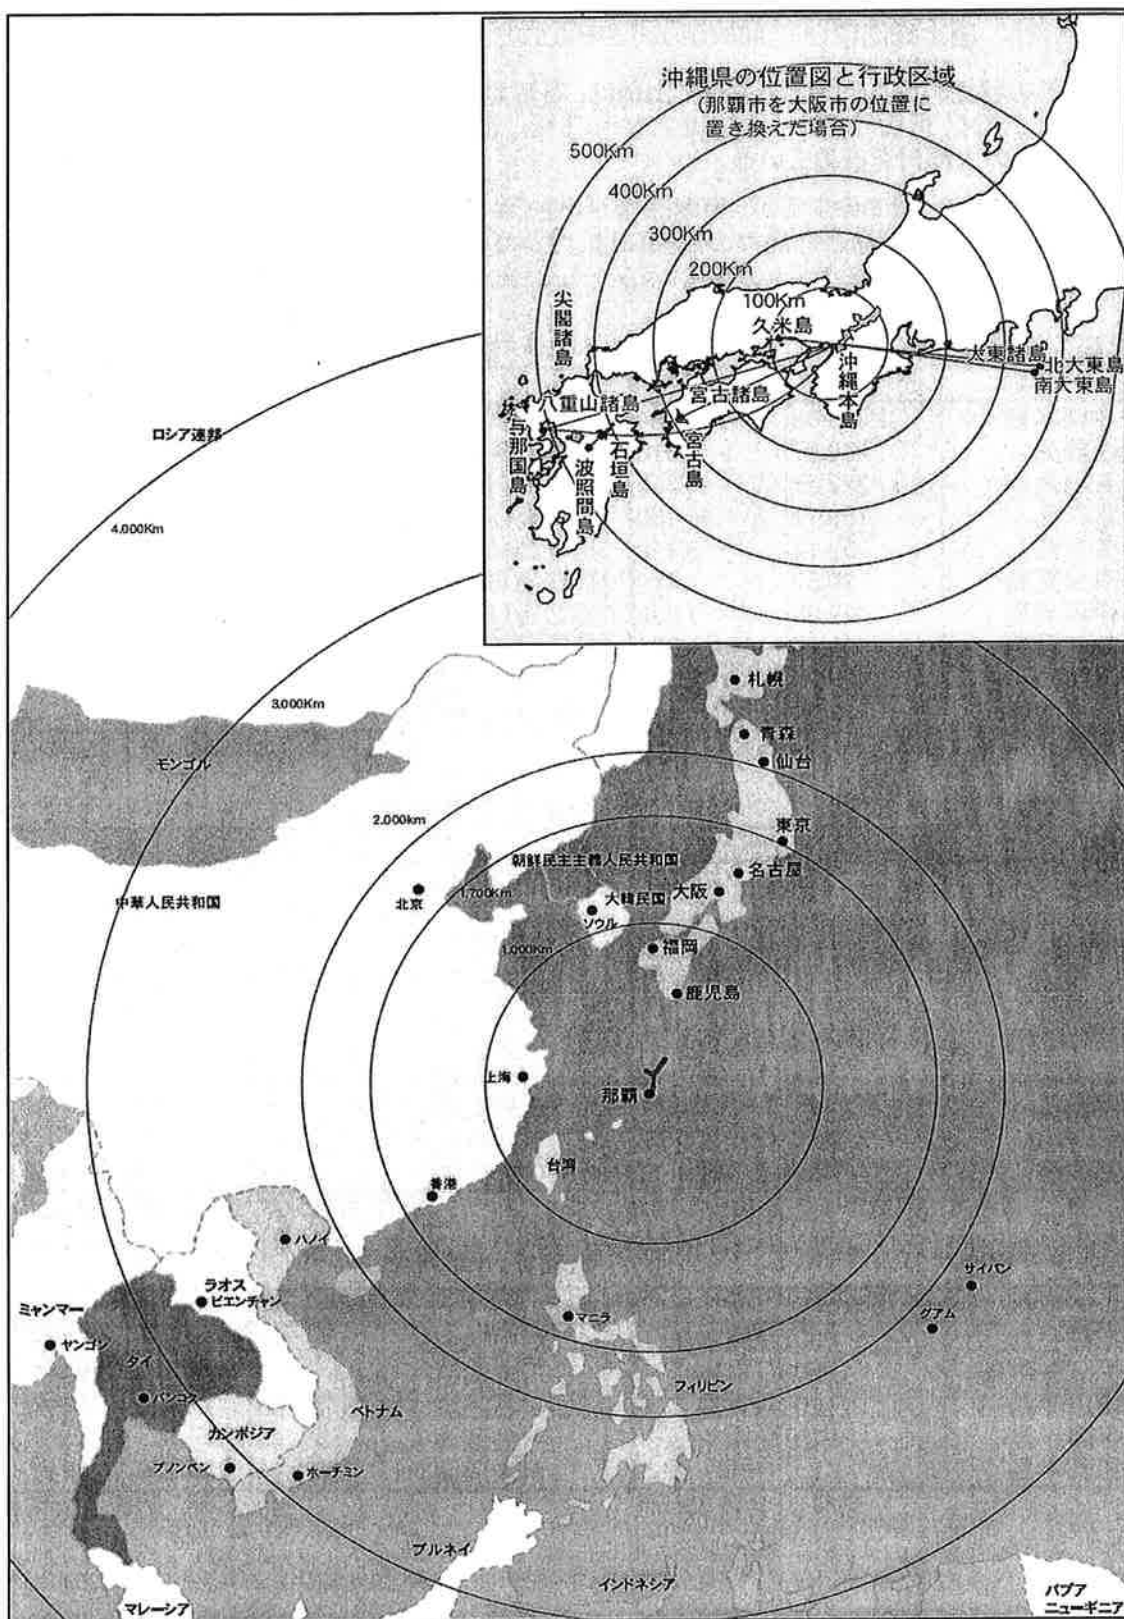 沖縄県の位置図と行政区域
(那覇市を大阪市の位置に
置き換えた場合)
500Km
400Km
300Km
200Km
100Km
久米島
尖閣諸島
沖縄本島
大東諸島
北大東島
南大東島
八重山諸島
宮古諸島
与那国島
波照間島
石垣島
宮古島
ロシア連邦
4.000Km
3.000Km
札幌
青森
仙台
モンゴル
2.000km
東京
朝鮮民主主義人民共和国
名古屋
北京
1,700Km
大韓民国
大阪
中華人民共和国
ソウル
1.000Km
福岡
鹿児島
上海
那覇
台湾
香港
ハノイ
サイパン
ラオス
ビエンチャン
ミャンマー
グアム
マニラ
ヤンゴン
タイ
フィリピン
バンコク
ベトナム
カンボジア
プノンペン
ホーチミン
ブルネイ
インドネシア
マレーシア
パプア
ニューギニア